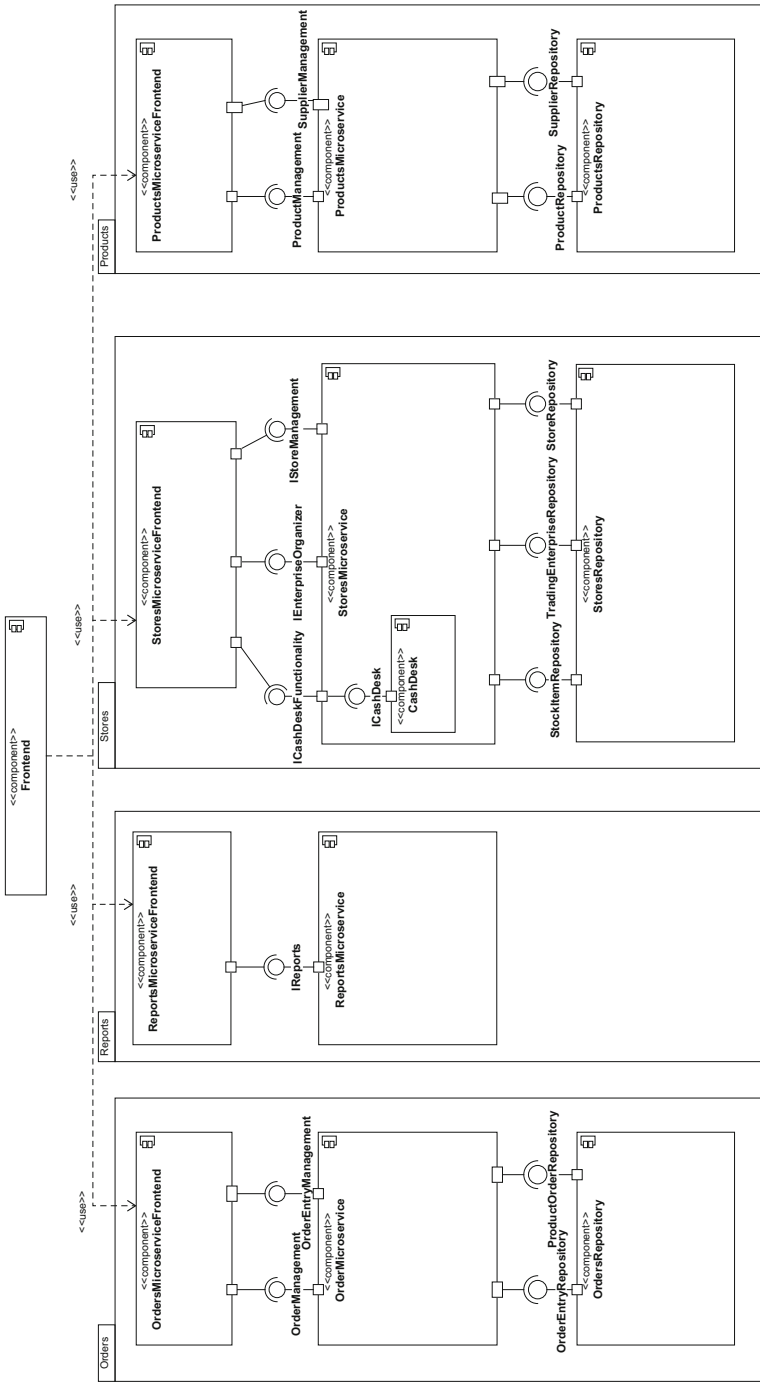 <<component>>
Frontend
<<use>>
<<use>>
<<use>>
<<use>>
Orders
<<component>>
OrdersMicroserviceFrontend
OrderManagement
OrderEntryManagement
<<component>>
OrderMicroservice
OrderEntryRepository
ProductOrderRepository
<<component>>
OrdersRepository
Reports
<<component>>
ReportsMicroserviceFrontend
IReports
<<component>>
ReportsMicroservice
Stores
<<component>>
StoresMicroserviceFrontend
ICashDeskFunctionality
IEnterpriseOrganizer
IStoreManagement
<<component>>
StoresMicroservice
ICashDesk
<<component>>
CashDesk
StockItemRepository
TradingEnterpriseRepository
StoreRepository
<<component>>
StoresRepository
Products
<<component>>
ProductsMicroserviceFrontend
ProductManagement
SupplierManagement
<<component>>
ProductsMicroservice
ProductRepository
SupplierRepository
<<component>>
ProductsRepository